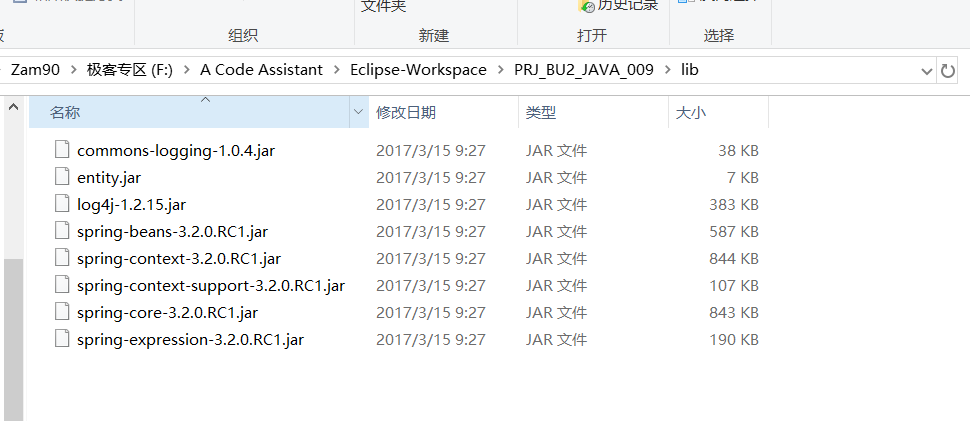 文件夹
历史记录
板
组织
新建
打开
选择
Zam90 > 极客专区 (F:) > A Code Assistant > Eclipse-Workspace > PRJ_BU2_JAVA_009 > lib
名称 修改日期 类型 大小
commons-logging-1.0.4.jar 2017/3/15 9:27 JAR 文件 38 KB
entity.jar 2017/3/15 9:27 JAR 文件 7 KB
log4j-1.2.15.jar 2017/3/15 9:27 JAR 文件 383 KB
spring-beans-3.2.0.RC1.jar 2017/3/15 9:27 JAR 文件 587 KB
spring-context-3.2.0.RC1.jar 2017/3/15 9:27 JAR 文件 844 KB
spring-context-support-3.2.0.RC1.jar 2017/3/15 9:27 JAR 文件 107 KB
spring-core-3.2.0.RC1.jar 2017/3/15 9:27 JAR 文件 843 KB
spring-expression-3.2.0.RC1.jar 2017/3/15 9:27 JAR 文件 190 KB